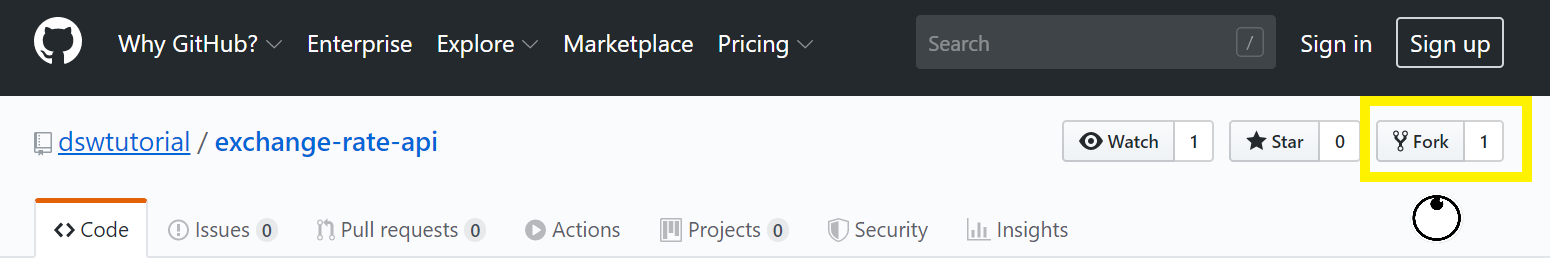 Why GitHub? Enterprise Explore Marketplace Pricing Search / Sign in Sign up
dswtutorial / exchange-rate-api Watch 1 Star 0 Fork 1
Code Issues 0 Pull requests 0 Actions Projects 0 Security Insights